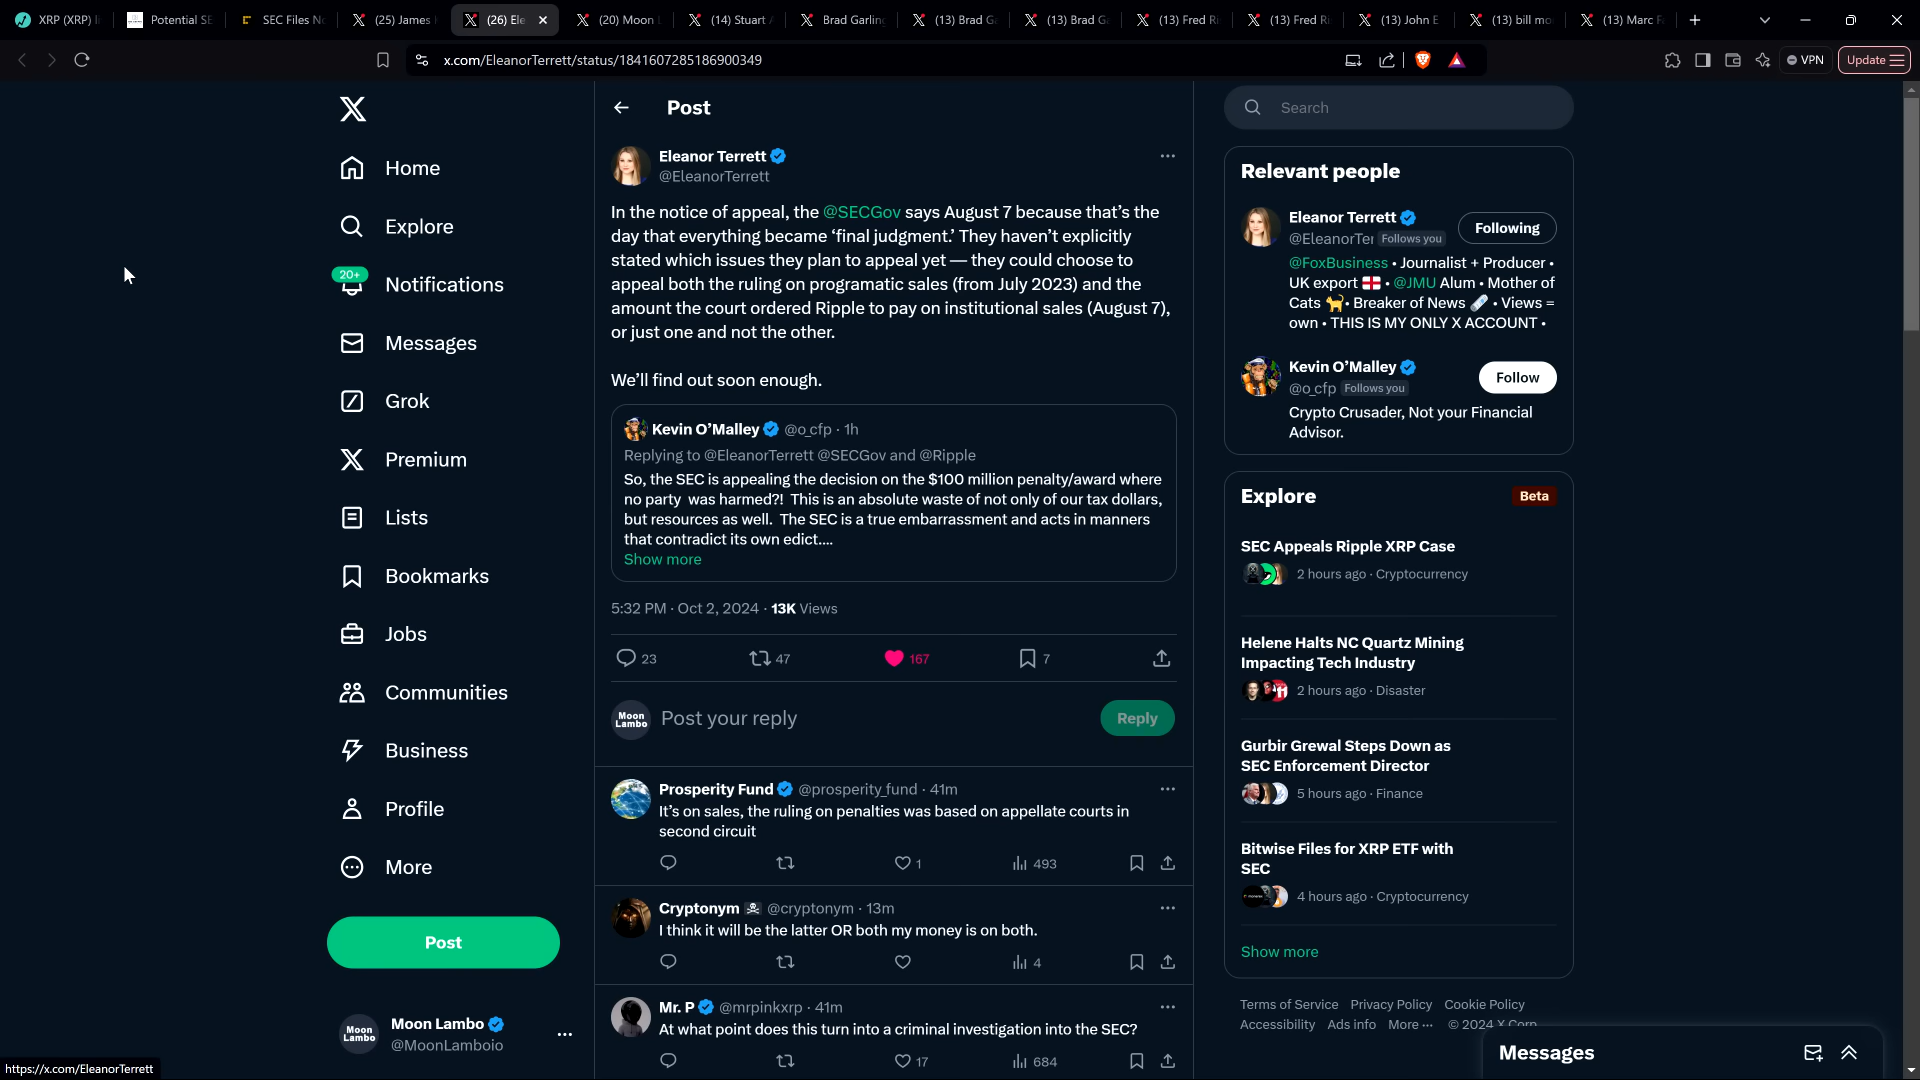 XRP (XRP) li
Potential SE
SEC Files No
(25) James
(26) Ele
(20) Moon L
(14) Stuart A
Brad Garling
(13) Brad Ga
(13) Brad Ga
(13) Fred Ri
(13) Fred Ri
(13) John E
(13) bill mo
(13) Marc F
x.com/EleanorTerrett/status/1841607285186900349
VPN
Update
Home
Explore
20+
Notifications
Messages
Grok
Premium
Lists
Bookmarks
Jobs
Communities
Business
Profile
More
Post
Moon Lambo
Moon Lambo
@MoonLamboio
https://x.com/EleanorTerrett
Post
Eleanor Terrett
@EleanorTerrett
In the notice of appeal, the @SECGov says August 7 because that's the
day that everything became ‘final judgment.’ They haven’t explicitly
stated which issues they plan to appeal yet — they could choose to
appeal both the ruling on programatic sales (from July 2023) and the
amount the court ordered Ripple to pay on institutional sales (August 7),
or just one and not the other.
We’ll find out soon enough.
Kevin O’Malley @o_cfp · 1h
Replying to @EleanorTerrett @SECGov and @Ripple
So, the SEC is appealing the decision on the $100 million penalty/award where
no party was harmed?! This is an absolute waste of not only of our tax dollars,
but resources as well. The SEC is a true embarrassment and acts in manners
that contradict its own edict....
Show more
5:32 PM · Oct 2, 2024 · 13K Views
23 47 167 7
Moon Lambo
Post your reply
Reply
Prosperity Fund @prosperity_fund · 41m
It’s on sales, the ruling on penalties was based on appellate courts in
second circuit
1 493
Cryptonym @cryptonym · 13m
I think it will be the latter OR both my money is on both.
4
Mr. P @mrpinkxrp · 41m
At what point does this turn into a criminal investigation into the SEC?
17 684
Search
Relevant people
Eleanor Terrett
@EleanorTer Follows you
Following
@FoxBusiness • Journalist + Producer •
UK export 🏴󠁧󠁢󠁥󠁮󠁧󠁿 • @JMU Alum • Mother of
Cats 🐈 • Breaker of News 🗞️ • Views =
own • THIS IS MY ONLY X ACCOUNT •
Kevin O’Malley
@o_cfp Follows you
Follow
Crypto Crusader, Not your Financial
Advisor.
Explore
Beta
SEC Appeals Ripple XRP Case
2 hours ago · Cryptocurrency
Helene Halts NC Quartz Mining
Impacting Tech Industry
2 hours ago · Disaster
Gurbir Grewal Steps Down as
SEC Enforcement Director
5 hours ago · Finance
Bitwise Files for XRP ETF with
SEC
4 hours ago · Cryptocurrency
Show more
Terms of Service Privacy Policy Cookie Policy
Accessibility Ads info More ··· © 2024 X Corp.
Messages